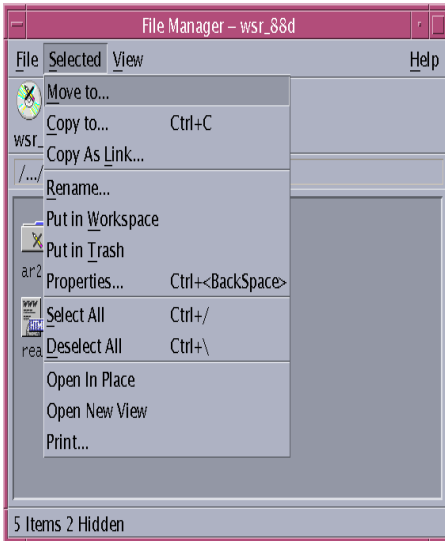 File Manager – wsr_88d
File Selected View Help
Move to...
Copy to... Ctrl+C
wsr_
Copy As Link...
/.../
Rename...
Put in Workspace
Put in Trash
ar2
Properties... Ctrl+<BackSpace>
WWW
Select All Ctrl+/
HTM
rea
Deselect All Ctrl+\
Open In Place
Open New View
Print...
5 Items 2 Hidden